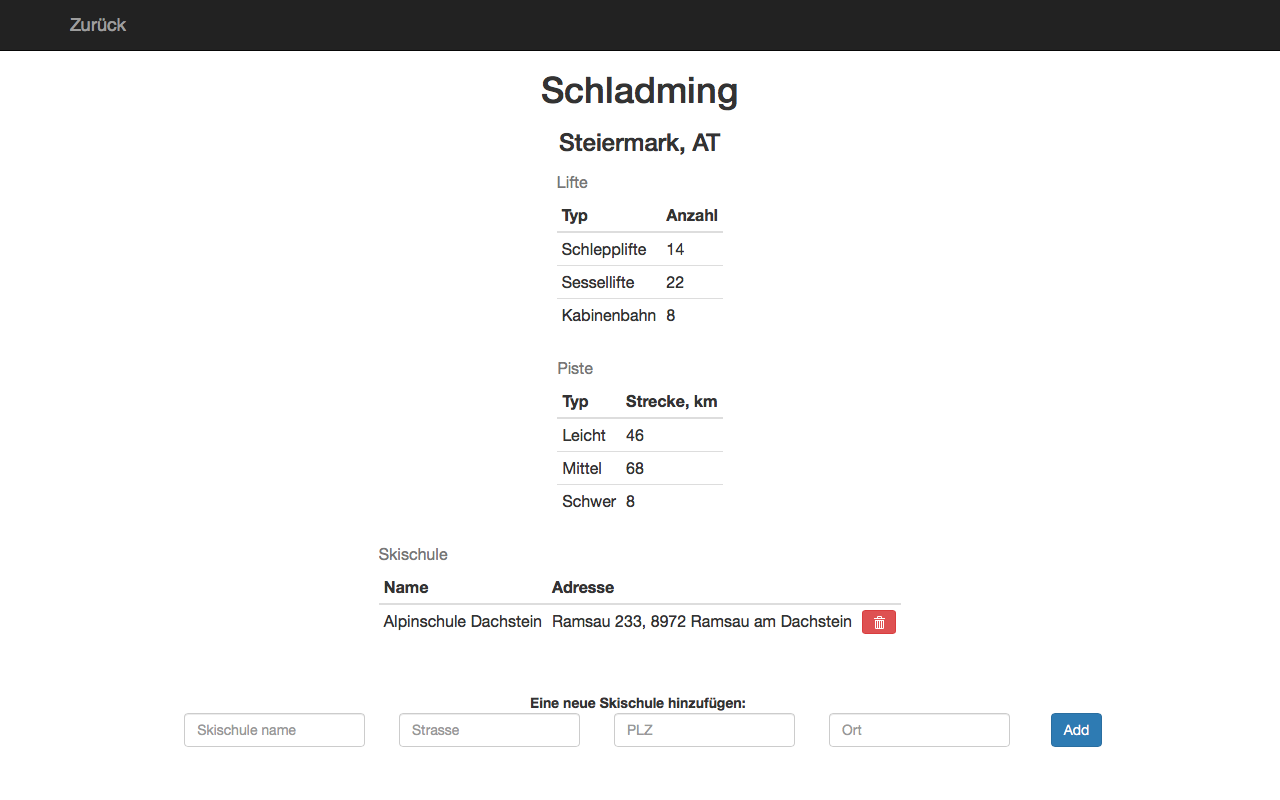 Zurück
Schladming
Steiermark, AT
Lifte
Typ Anzahl
Schlepplifte 14
Sessellifte 22
Kabinenbahn 8
Piste
Typ Strecke, km
Leicht 46
Mittel 68
Schwer 8
Skischule
Name Adresse
Alpinschule Dachstein Ramsau 233, 8972 Ramsau am Dachstein
Eine neue Skischule hinzufügen:
Skischule name Strasse PLZ Ort Add